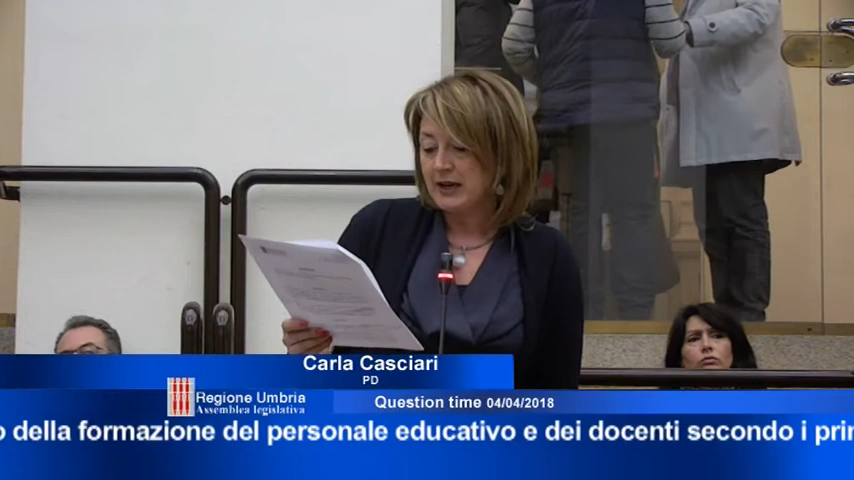 Carla Casciari
PD
Regione Umbria
Assemblea legislativa
Question time 04/04/2018
o della formazione del personale educativo e dei docenti secondo i prin